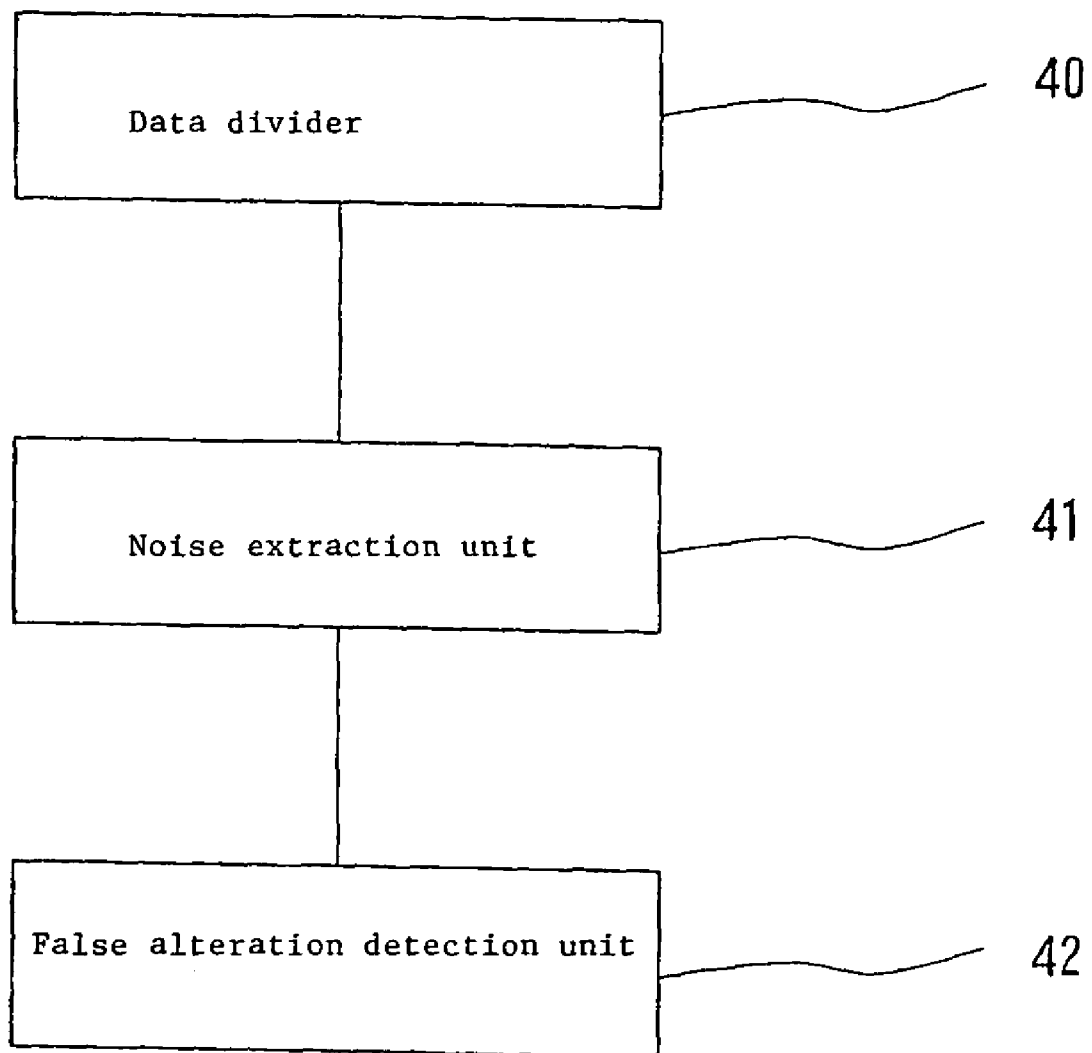 Data divider
40
Noise extraction unit
41
False alteration detection unit
42